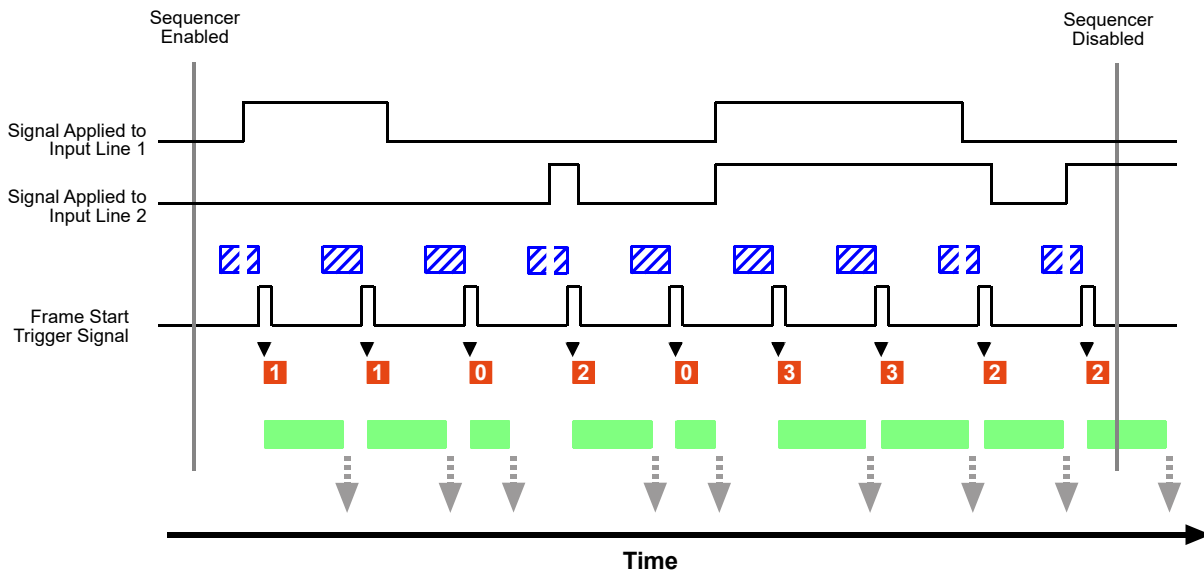 Sequencer
Enabled
Sequencer
Disabled
Signal Applied to
Input Line 1
Signal Applied to
Input Line 2
Frame Start
Trigger Signal
1 1 0 2 0 3 3 2 2
Time